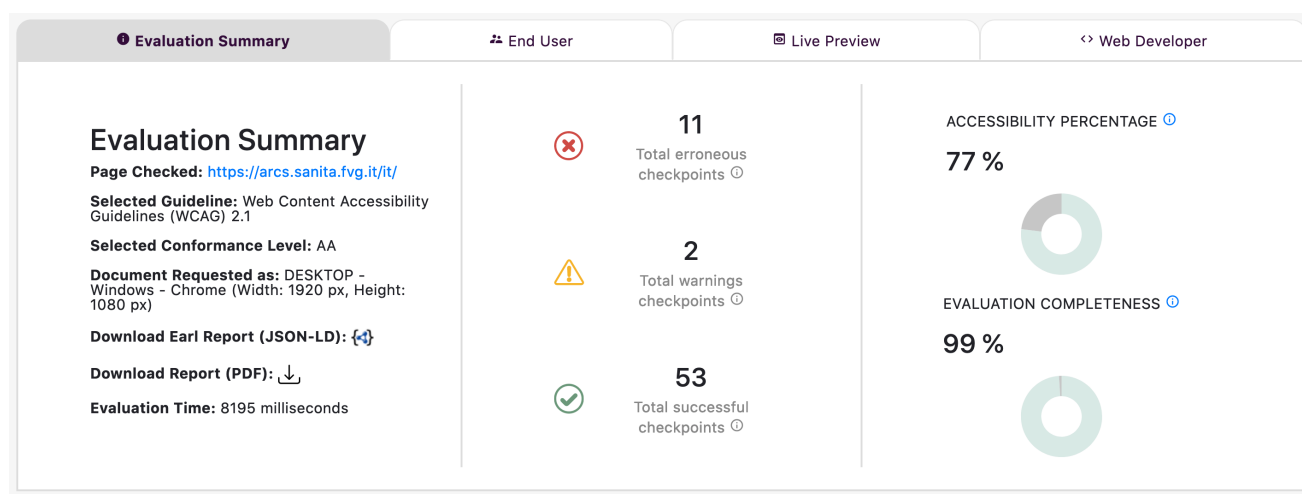 Evaluation Summary
End User
Live Preview
Web Developer
Evaluation Summary
Page Checked: https://arcs.sanita.fvg.it/it/
Selected Guideline: Web Content Accessibility
Guidelines (WCAG) 2.1
Selected Conformance Level: AA
Document Requested as: DESKTOP -
Windows - Chrome (Width: 1920 px, Height:
1080 px)
Download Earl Report (JSON-LD):
Download Report (PDF):
Evaluation Time: 8195 milliseconds
11
Total erroneous
checkpoints
2
Total warnings
checkpoints
53
Total successful
checkpoints
ACCESSIBILITY PERCENTAGE
77 %
EVALUATION COMPLETENESS
99 %